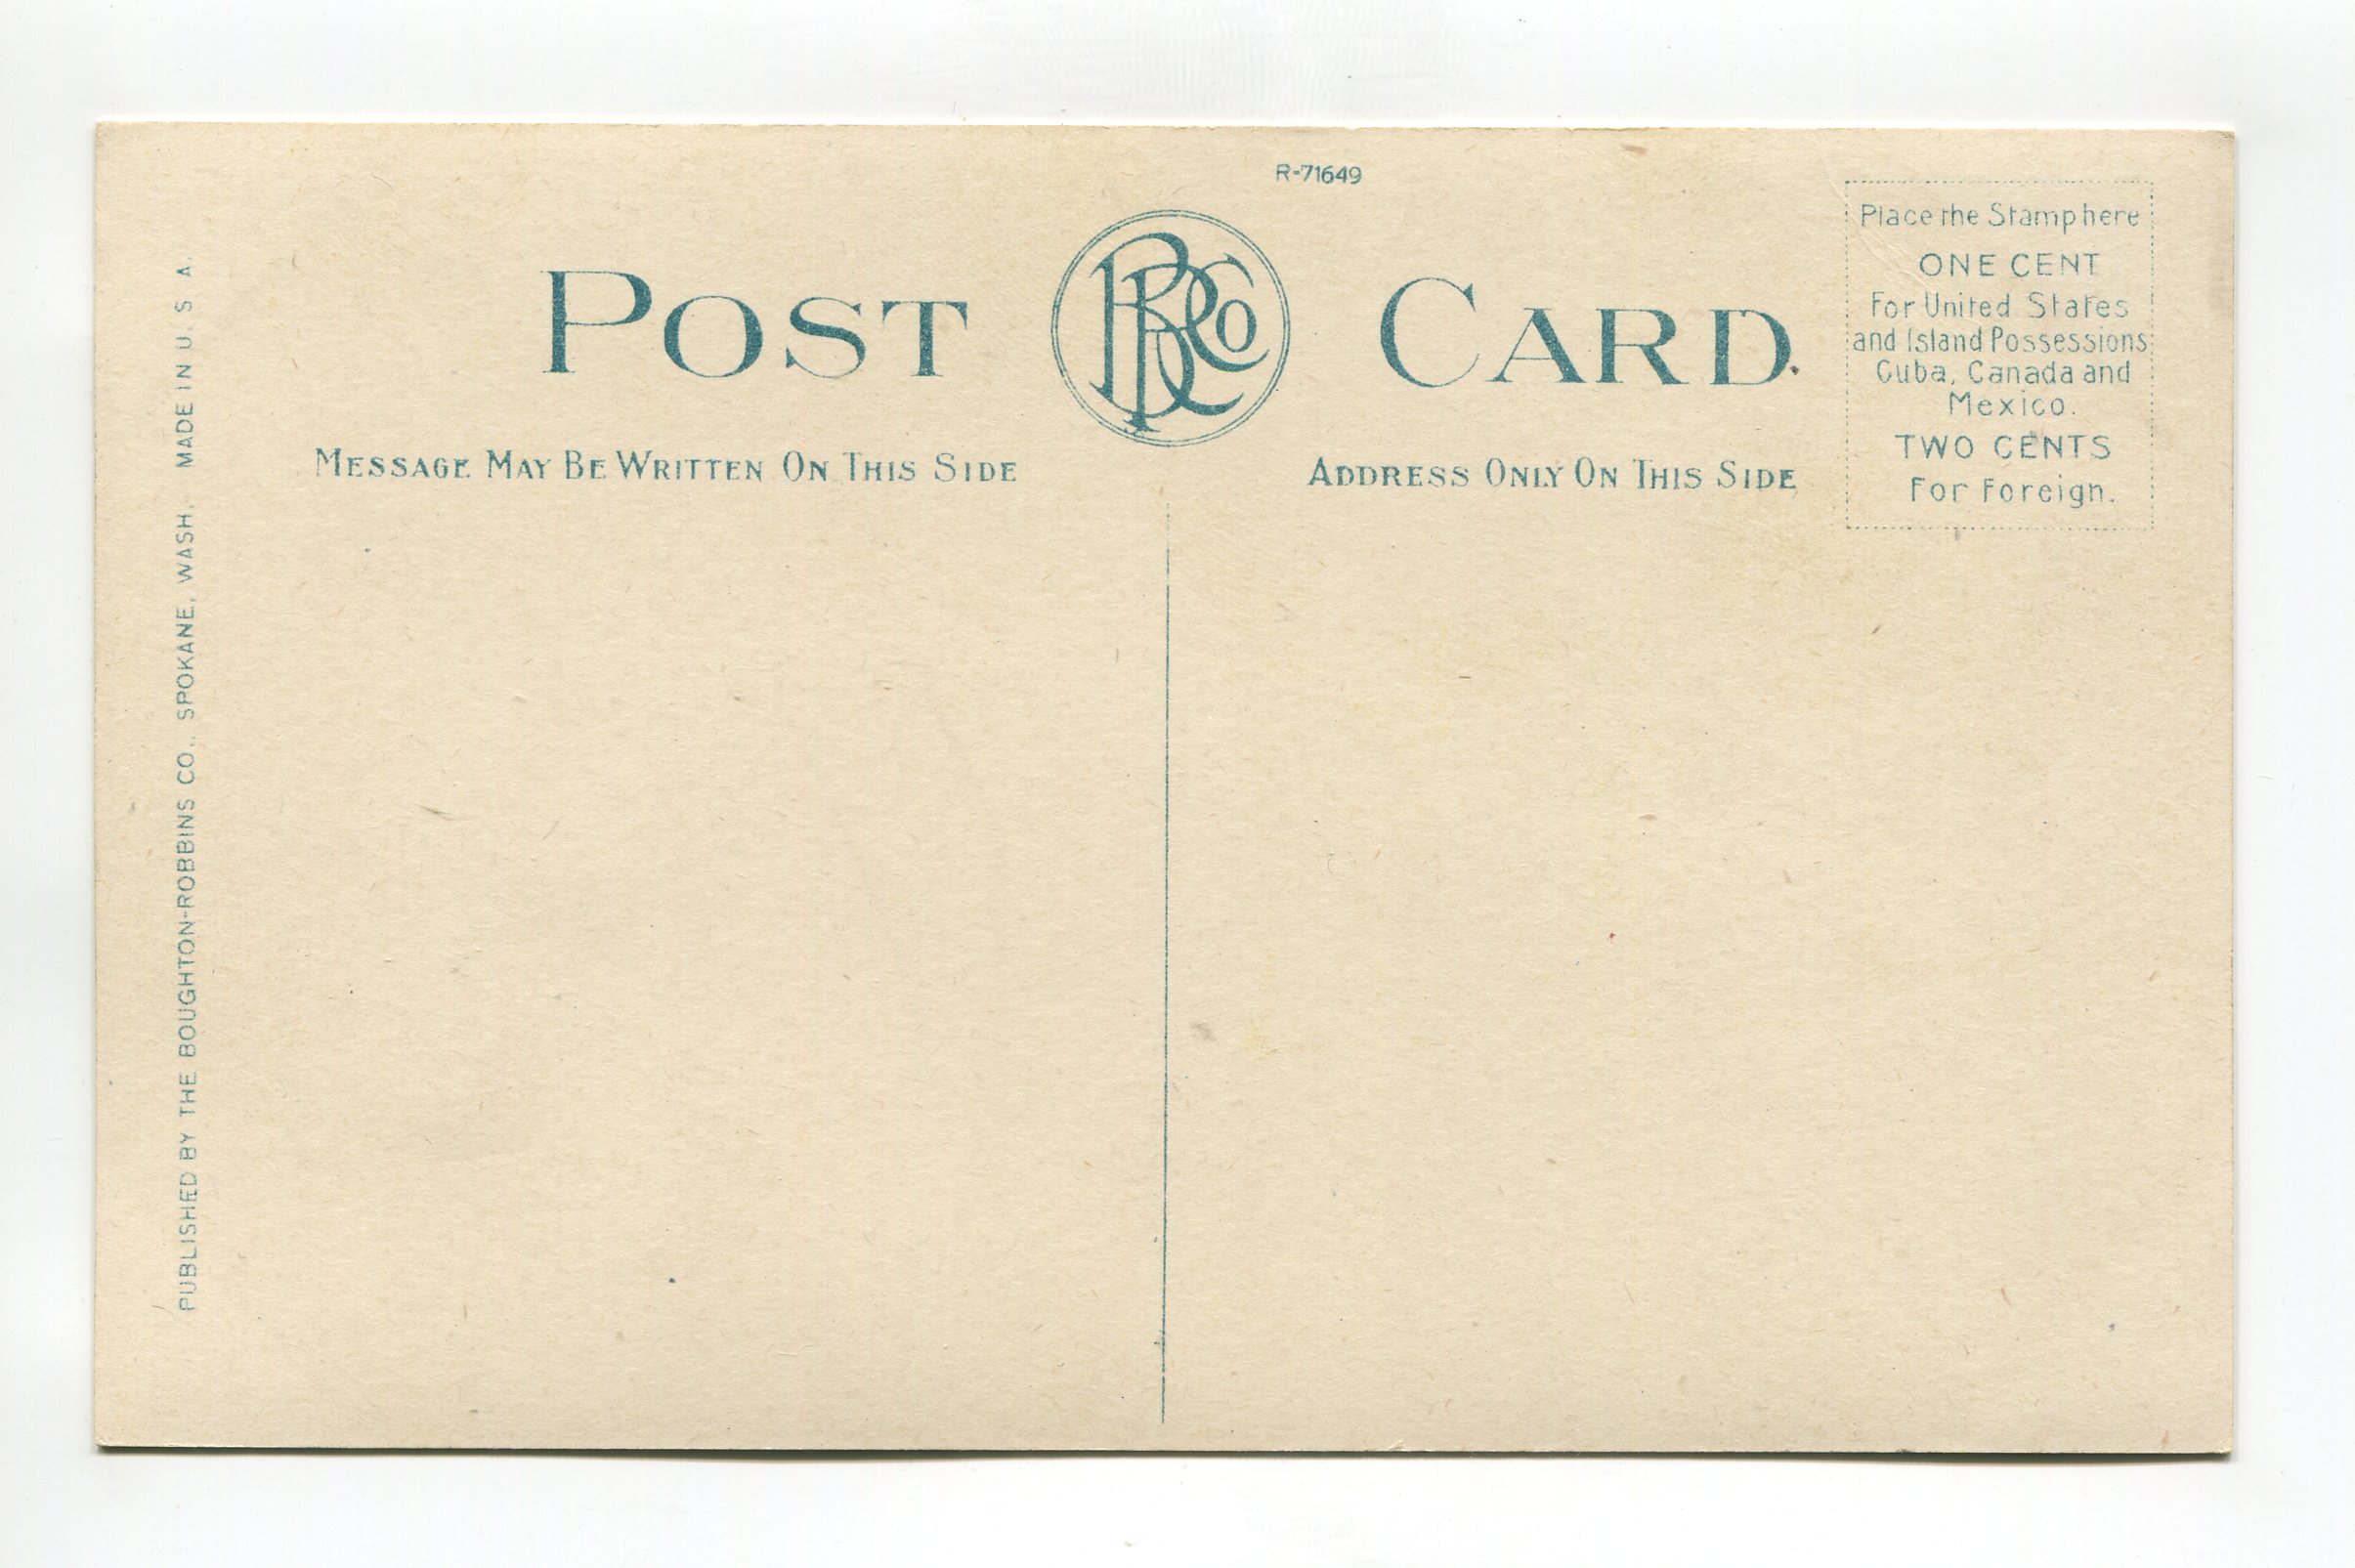 R-71649
POST BRCo CARD.
MESSAGE MAY BE WRITTEN ON THIS SIDE
ADDRESS ONLY ON THIS SIDE
Place the Stamp here
ONE CENT
For United States
and Island Possessions
Cuba, Canada and
Mexico.
TWO CENTS
For Foreign.
PUBLISHED BY THE BOUGHTON-ROBBINS CO., SPOKANE, WASH. MADE IN U. S. A.